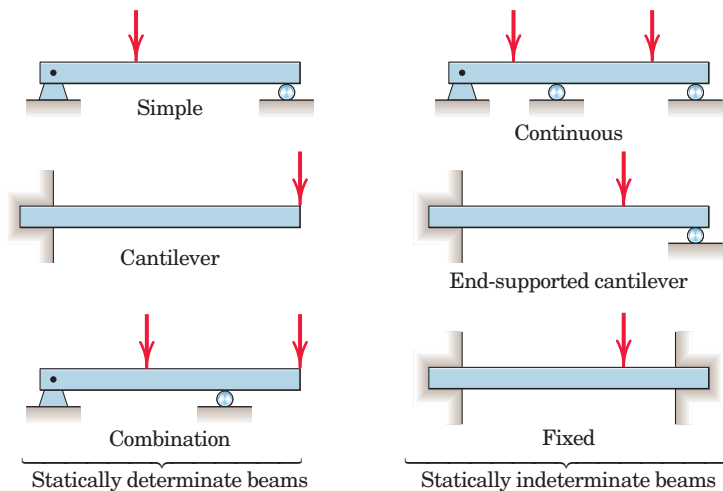 Simple
Continuous
Cantilever
End-supported cantilever
Combination
Fixed
Statically determinate beams
Statically indeterminate beams